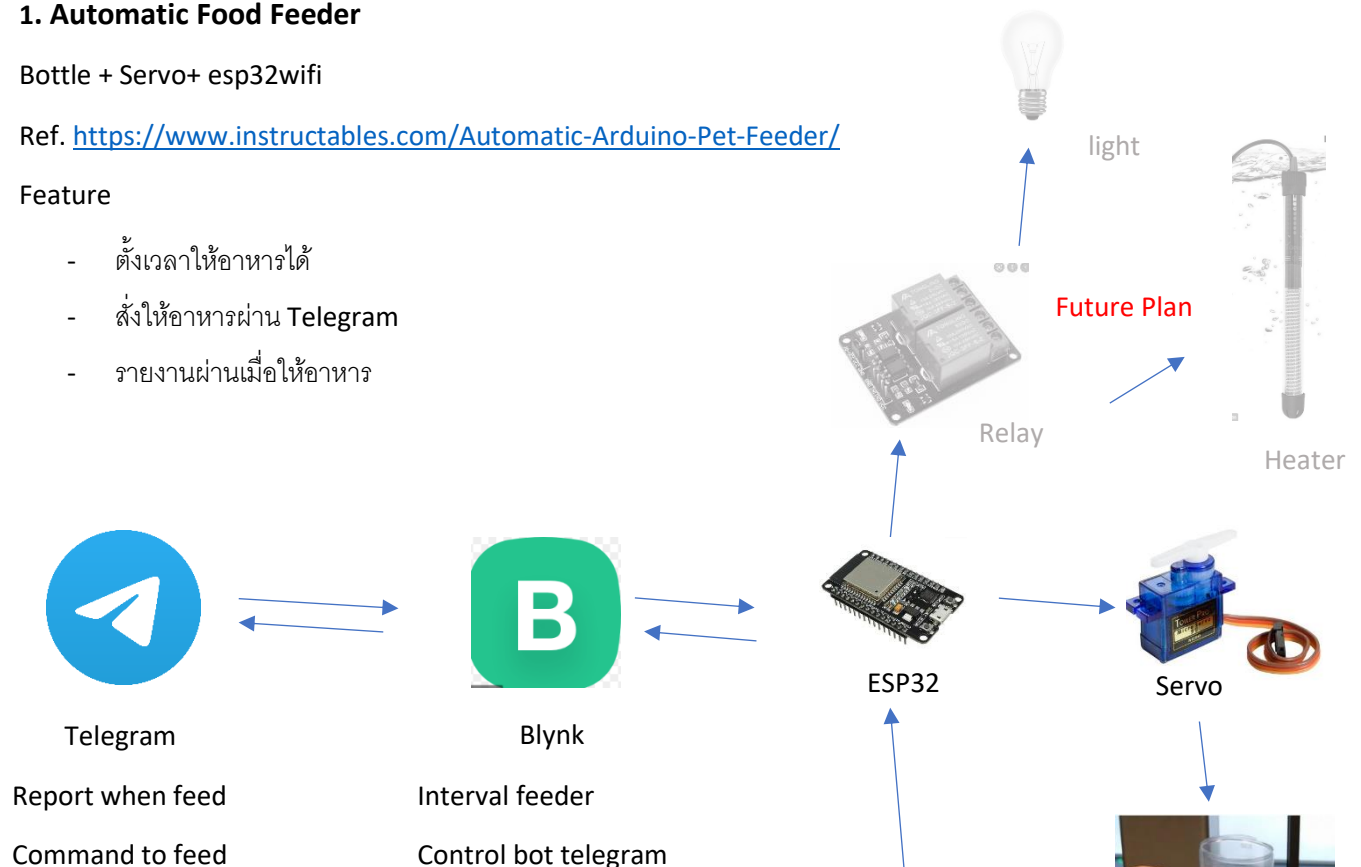 1. Automatic Food Feeder
Bottle + Servo+ esp32wifi
Ref. https://www.instructables.com/Automatic-Arduino-Pet-Feeder/
Feature
- ตั้งเวลาให้อาหารได้
- สั่งให้อาหารผ่าน Telegram
- รายงานผ่านเมื่อให้อาหาร
light
Future Plan
Relay
Heater
B
ESP32
Servo
Telegram
Blynk
Report when feed
Interval feeder
Command to feed
Control bot telegram